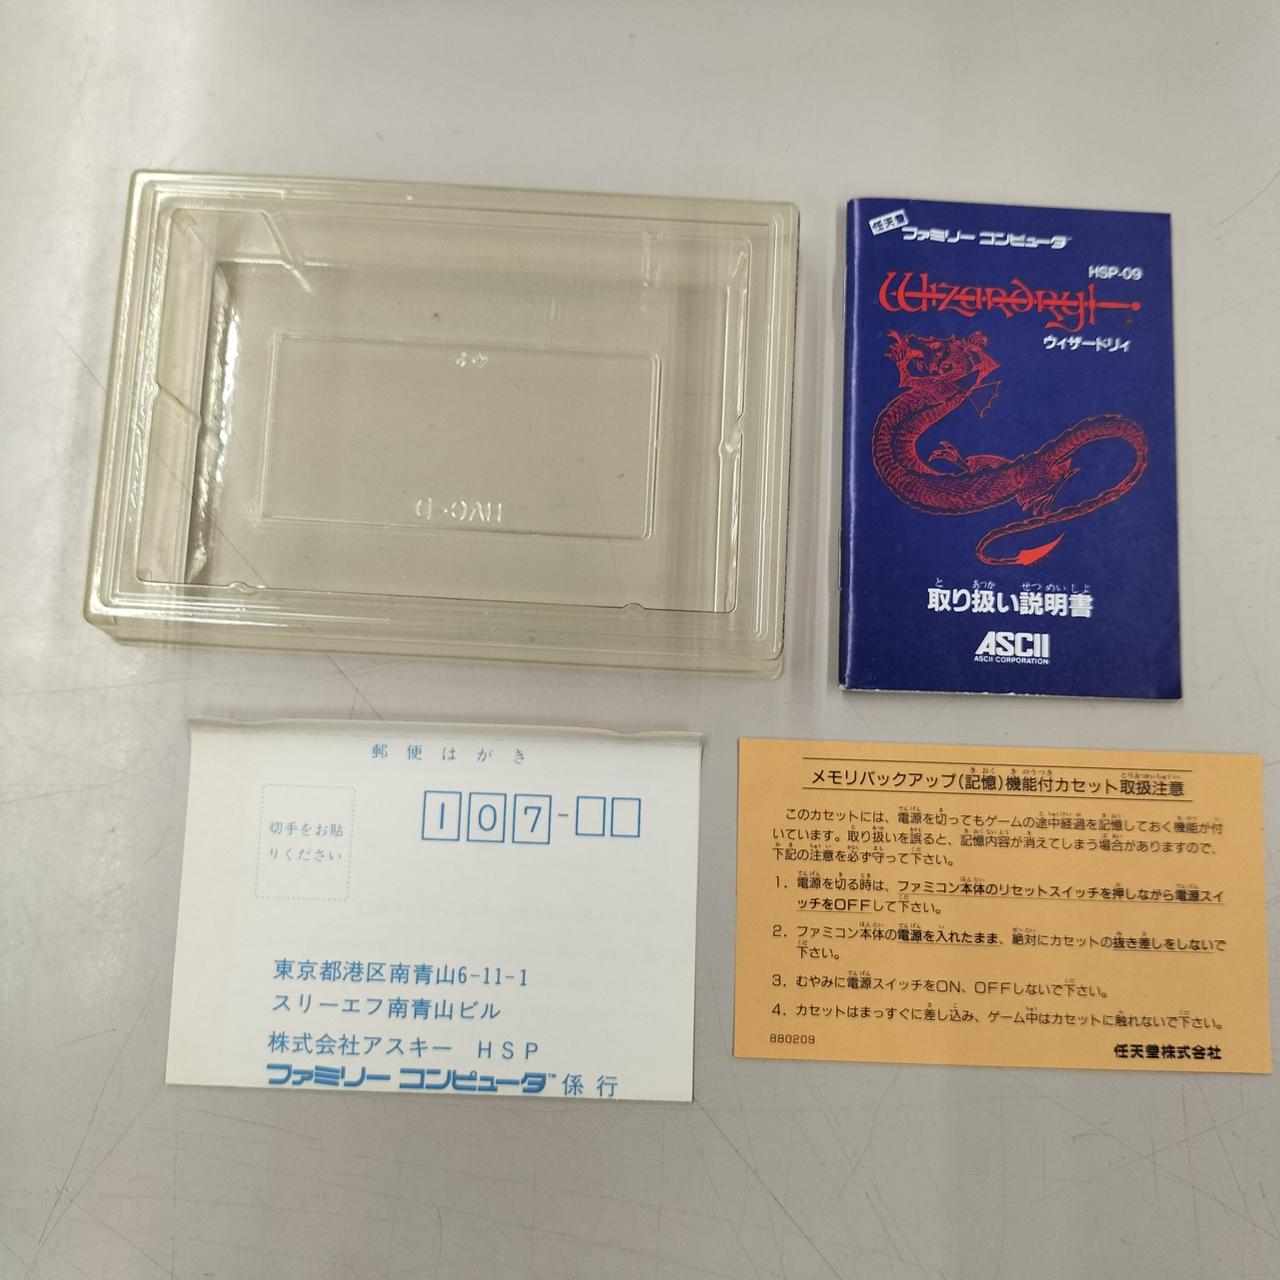 HVC-D
任天堂
ファミリー コンピュータ™
HSP-09
Wizardry
ウィザードリィ
取り扱い説明書
と あつか せつめいしょ
ASCII
ASCII CORPORATION
郵便はがき
切手をお貼
りください
107-
東京都港区南青山6-11-1
スリーエフ南青山ビル
株式会社アスキー HSP
ファミリー コンピュータ™係 行
メモリバックアップ(記憶)機能付カセット取扱注意
このカセットには、電源を切ってもゲームの途中経過を記憶しておく機能が付
いています。取り扱いを誤ると、記憶内容が消えてしまう場合がありますので、
下記の注意を必ず守って下さい。
1. 電源を切る時は、ファミコン本体のリセットスイッチを押しながら電源スイ
ッチをOFFして下さい。
2. ファミコン本体の電源を入れたまま、絶対にカセットの抜き差しをしないで
下さい。
3. むやみに電源スイッチをON、OFFしないで下さい。
4. カセットはまっすぐに差し込み、ゲーム中はカセットに触れないで下さい。
880209
任天堂株式会社